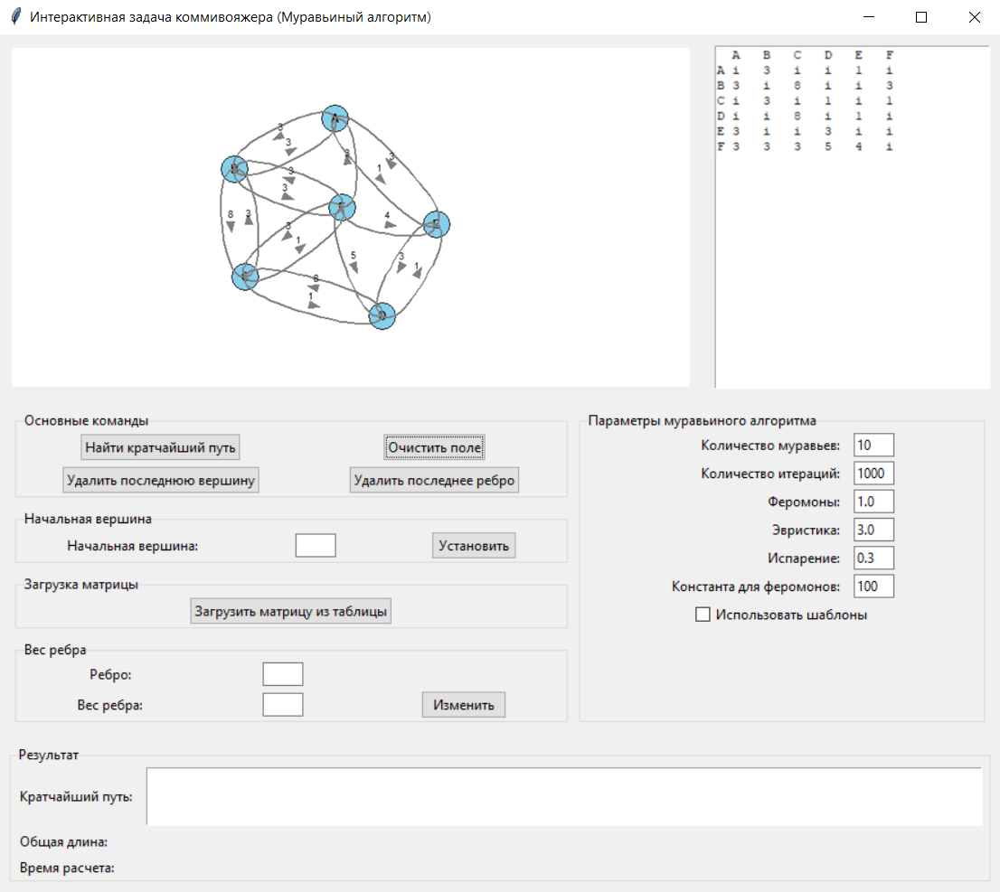 Интерактивная задача коммивояжера (Муравьиный алгоритм)
A B C D E F
A i 3 i i 1 i
B 3 i 8 i i 3
C i 3 i 1 i 1
D i i 8 i 1 i
E 3 i i 3 i i
F 3 3 3 5 4 i
3
3
3
3
1
3
3
8
3
4
3
1
5
3
1
8
1
D
Основные команды
Найти кратчайший путь
Очистить поле
Удалить последнюю вершину
Удалить последнее ребро
Начальная вершина
Начальная вершина:
Установить
Загрузка матрицы
Загрузить матрицу из таблицы
Вес ребра
Ребро:
Вес ребра:
Изменить
Параметры муравьиного алгоритма
Количество муравьев: 10
Количество итераций: 1000
Феромоны: 1.0
Эвристика: 3.0
Испарение: 0.3
Константа для феромонов: 100
Использовать шаблоны
Результат
Кратчайший путь:
Общая длина:
Время расчета: